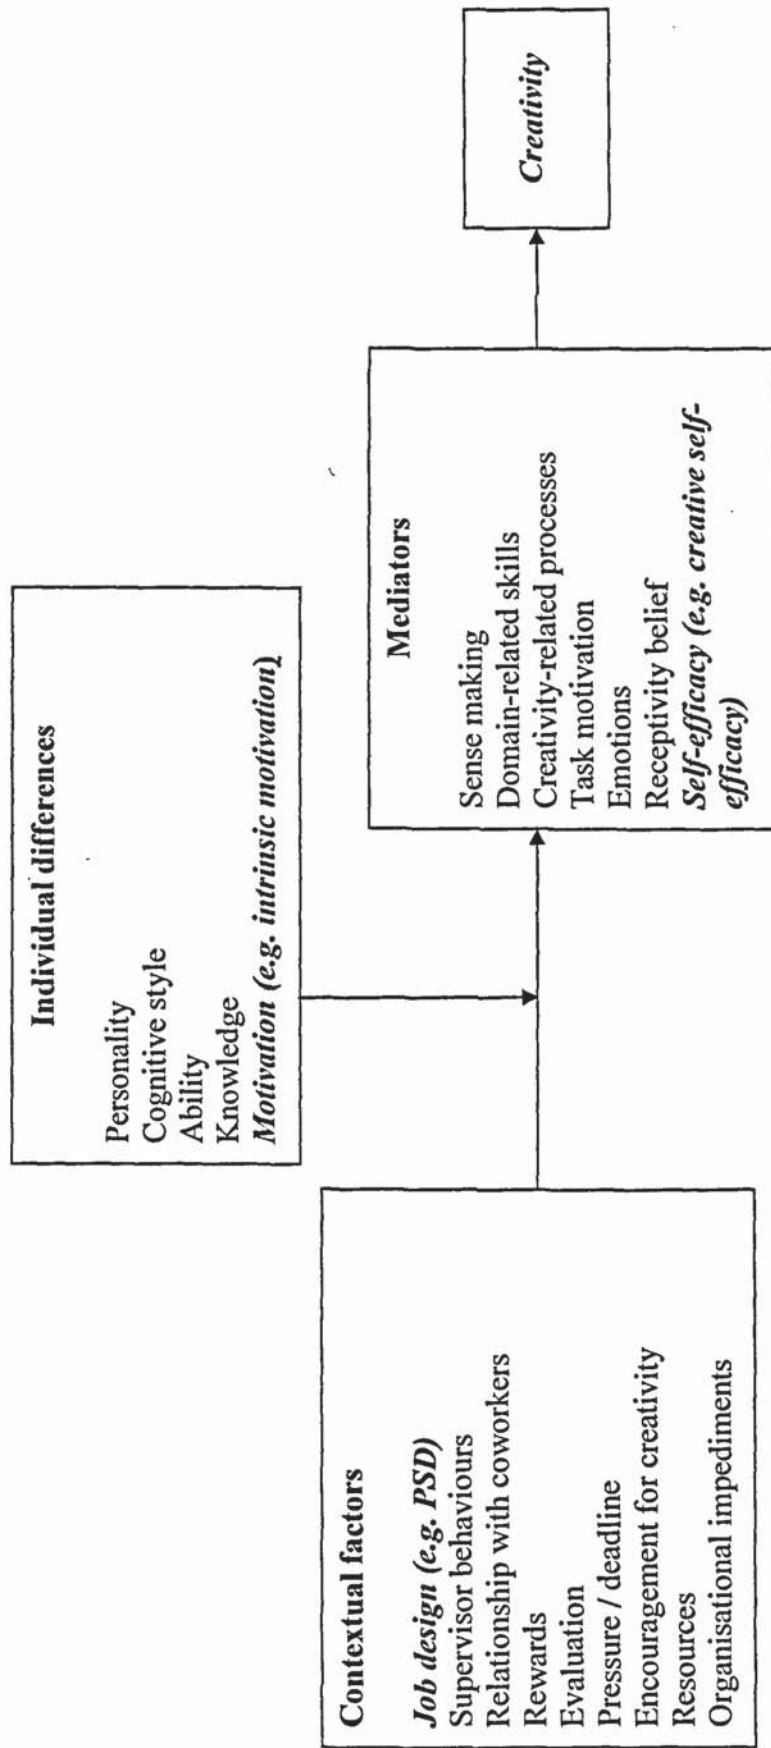 Individual differences
Personality
Cognitive style
Ability
Knowledge
Motivation (e.g. intrinsic motivation)
Contextual factors
Job design (e.g. PSD)
Supervisor behaviours
Relationship with coworkers
Rewards
Evaluation
Pressure / deadline
Encouragement for creativity
Resources
Organisational impediments
Mediators
Sense making
Domain-related skills
Creativity-related processes
Task motivation
Emotions
Receptivity belief
Self-efficacy (e.g. creative self-
efficacy)
Creativity